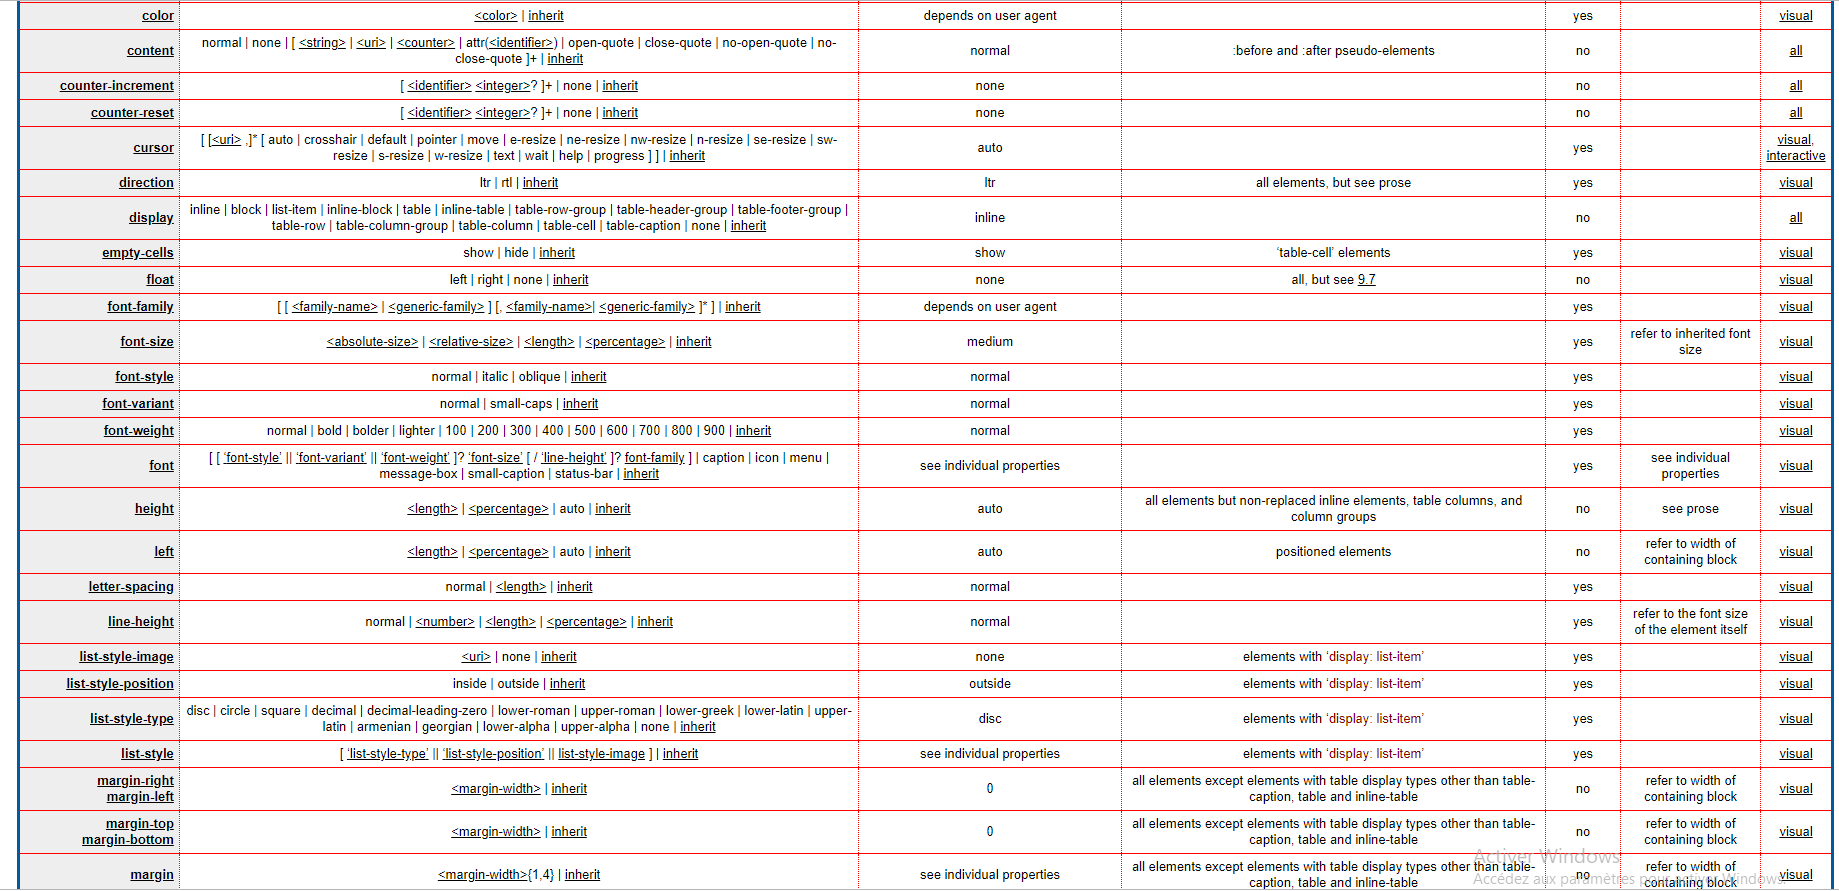 color <color> | inherit depends on user agent yes visual
normal | none | [ <string> | <uri> | <counter> | attr(<identifier>) | open-quote | close-quote | no-open-quote | no-
content close-quote ]+ | inherit normal :before and :after pseudo-elements no all
counter-increment [ <identifier> <integer>? ]+ | none | inherit none no all
counter-reset [ <identifier> <integer>? ]+ | none | inherit none no all
[ [<uri> ,]* [ auto | crosshair | default | pointer | move | e-resize | ne-resize | nw-resize | n-resize | se-resize | sw- visual,
cursor resize | s-resize | w-resize | text | wait | help | progress ] ] | inherit auto yes interactive
direction ltr | rtl | inherit ltr all elements, but see prose yes visual
inline | block | list-item | inline-block | table | inline-table | table-row-group | table-header-group | table-footer-group |
display table-row | table-column-group | table-column | table-cell | table-caption | none | inherit inline no all
empty-cells show | hide | inherit show 'table-cell' elements yes visual
float left | right | none | inherit none all, but see 9.7 no visual
font-family [ [ <family-name> | <generic-family> ] [, <family-name>| <generic-family> ]* ] | inherit depends on user agent yes visual
font-size <absolute-size> | <relative-size> | <length> | <percentage> | inherit medium yes refer to inherited font visual
size
font-style normal | italic | oblique | inherit normal yes visual
font-variant normal | small-caps | inherit normal yes visual
font-weight normal | bold | bolder | lighter | 100 | 200 | 300 | 400 | 500 | 600 | 700 | 800 | 900 | inherit normal yes visual
[ [ 'font-style' || 'font-variant' || 'font-weight' ]? 'font-size' [ / 'line-height' ]? font-family ] | caption | icon | menu | see individual
font message-box | small-caption | status-bar | inherit see individual properties yes properties visual
all elements but non-replaced inline elements, table columns, and
height <length> | <percentage> | auto | inherit auto column groups no see prose visual
left <length> | <percentage> | auto | inherit auto positioned elements no refer to width of visual
containing block
letter-spacing normal | <length> | inherit normal yes visual
line-height normal | <number> | <length> | <percentage> | inherit normal yes refer to the font size visual
of the element itself
list-style-image <uri> | none | inherit none elements with 'display: list-item' yes visual
list-style-position inside | outside | inherit outside elements with 'display: list-item' yes visual
disc | circle | square | decimal | decimal-leading-zero | lower-roman | upper-roman | lower-greek | lower-latin | upper-
list-style-type latin | armenian | georgian | lower-alpha | upper-alpha | none | inherit disc elements with 'display: list-item' yes visual
list-style [ 'list-style-type' || 'list-style-position' || list-style-image ] | inherit see individual properties elements with 'display: list-item' yes visual
margin-right all elements except elements with table display types other than table- refer to width of
margin-left <margin-width> | inherit 0 caption, table and inline-table no containing block visual
margin-top all elements except elements with table display types other than table- refer to width of
margin-bottom <margin-width> | inherit 0 caption, table and inline-table no containing block visual
all elements except elements with table display types other than table- refer to width of
margin <margin-width>{1,4} | inherit see individual properties caption, table and inline-table no containing block visual
Activer Windows
Accédez aux paramètres pour activer Windows.